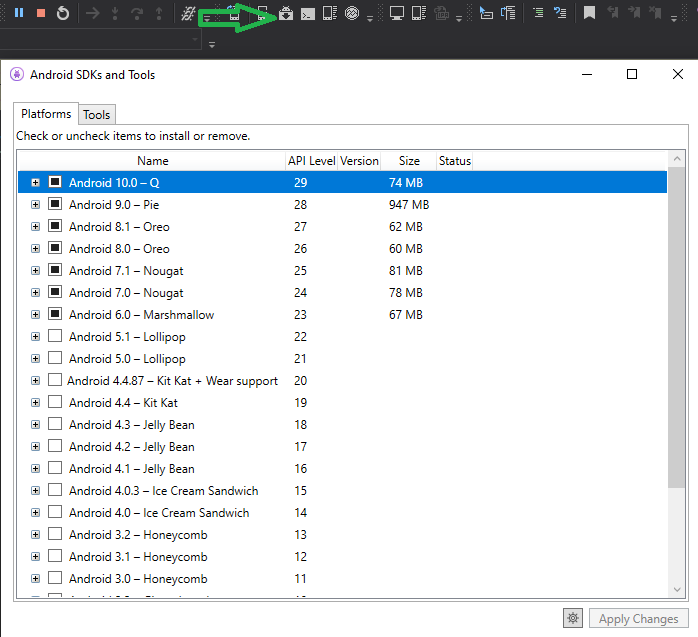 Android SDKs and Tools
Platforms Tools
Check or uncheck items to install or remove.
Name API Level Version Size Status
Android 10.0 – Q 29 74 MB
Android 9.0 – Pie 28 947 MB
Android 8.1 – Oreo 27 62 MB
Android 8.0 – Oreo 26 60 MB
Android 7.1 – Nougat 25 81 MB
Android 7.0 – Nougat 24 78 MB
Android 6.0 – Marshmallow 23 67 MB
Android 5.1 – Lollipop 22
Android 5.0 – Lollipop 21
Android 4.4.87 – Kit Kat + Wear support 20
Android 4.4 – Kit Kat 19
Android 4.3 – Jelly Bean 18
Android 4.2 – Jelly Bean 17
Android 4.1 – Jelly Bean 16
Android 4.0.3 – Ice Cream Sandwich 15
Android 4.0 – Ice Cream Sandwich 14
Android 3.2 – Honeycomb 13
Android 3.1 – Honeycomb 12
Android 3.0 – Honeycomb 11
Apply Changes